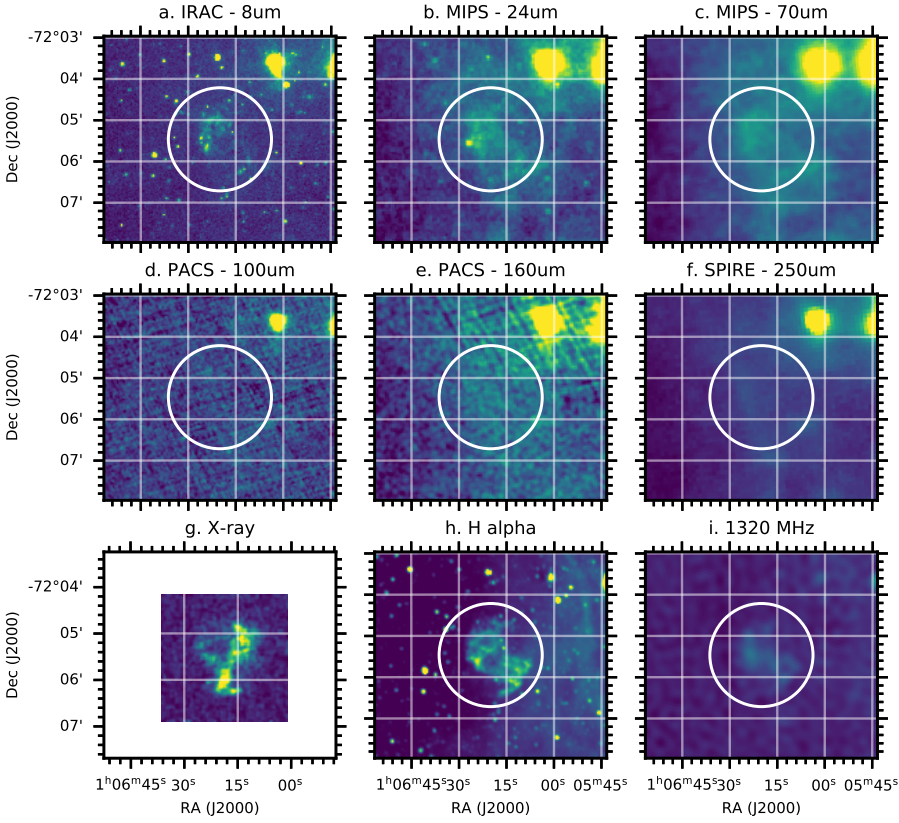 a. IRAC - 8um
b. MIPS - 24um
c. MIPS - 70um
-72°03'
04'
05'
06'
07'
Dec (J2000)
d. PACS - 100um
e. PACS - 160um
f. SPIRE - 250um
-72°03'
04'
05'
06'
07'
Dec (J2000)
g. X-ray
h. H alpha
i. 1320 MHz
-72°04'
05'
06'
07'
Dec (J2000)
1ʰ06ᵐ45ˢ 30ˢ 15ˢ 00ˢ
1ʰ06ᵐ45ˢ 30ˢ 15ˢ 00ˢ 05ᵐ45ˢ
1ʰ06ᵐ45ˢ 30ˢ 15ˢ 00ˢ 05ᵐ45ˢ
RA (J2000)
RA (J2000)
RA (J2000)